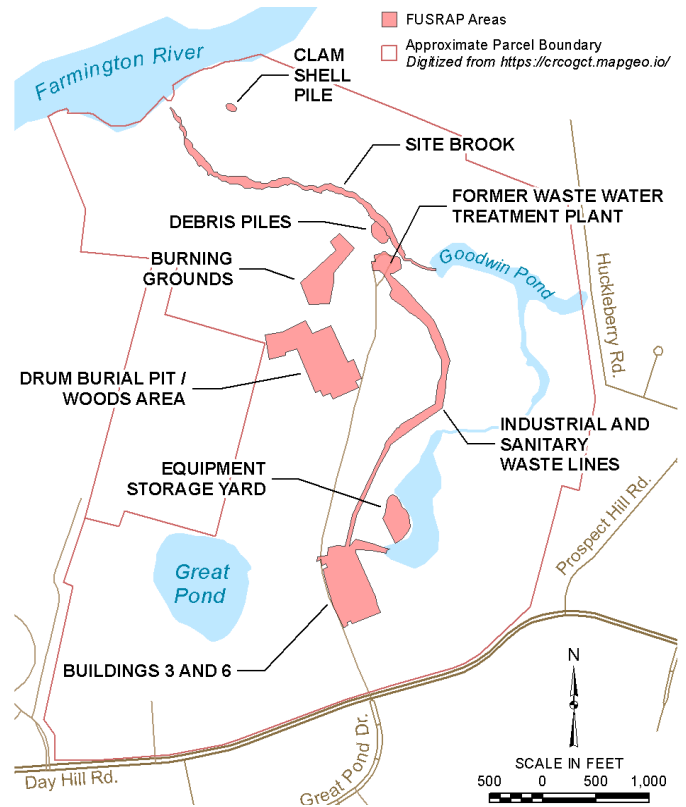 FUSRAP Areas
Approximate Parcel Boundary
Digitized from https://crcogct.mapgeo.io/
Farmington River
CLAM
SHELL
PILE
SITE BROOK
FORMER WASTE WATER
TREATMENT PLANT
DEBRIS PILES
BURNING
GROUNDS
Goodwin Pond
Huckleberry Rd.
DRUM BURIAL PIT /
WOODS AREA
INDUSTRIAL AND
SANITARY
WASTE LINES
EQUIPMENT
STORAGE YARD
Prospect Hill Rd.
Great
Pond
BUILDINGS 3 AND 6
Day Hill Rd.
Great Pond Dr.
N
SCALE IN FEET
500 0 500 1,000